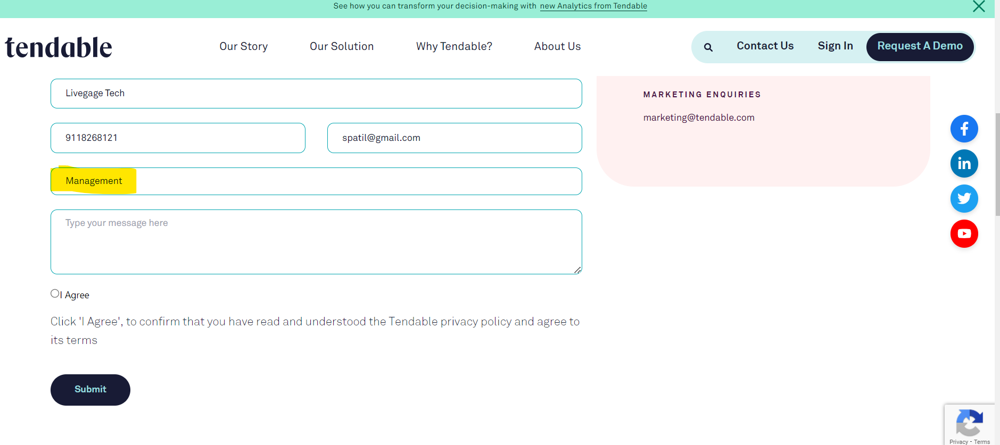 See how you can transform your decision-making with new Analytics from Tendable
tendable
Our Story
Our Solution
Why Tendable?
About Us
Contact Us
Sign In
Request A Demo
Livegage Tech
9118268121
spatil@gmail.com
Management
Type your message here
I Agree
Click 'I Agree', to confirm that you have read and understood the Tendable privacy policy and agree to
its terms
Submit
MARKETING ENQUIRIES
marketing@tendable.com
in
Privacy - Terms